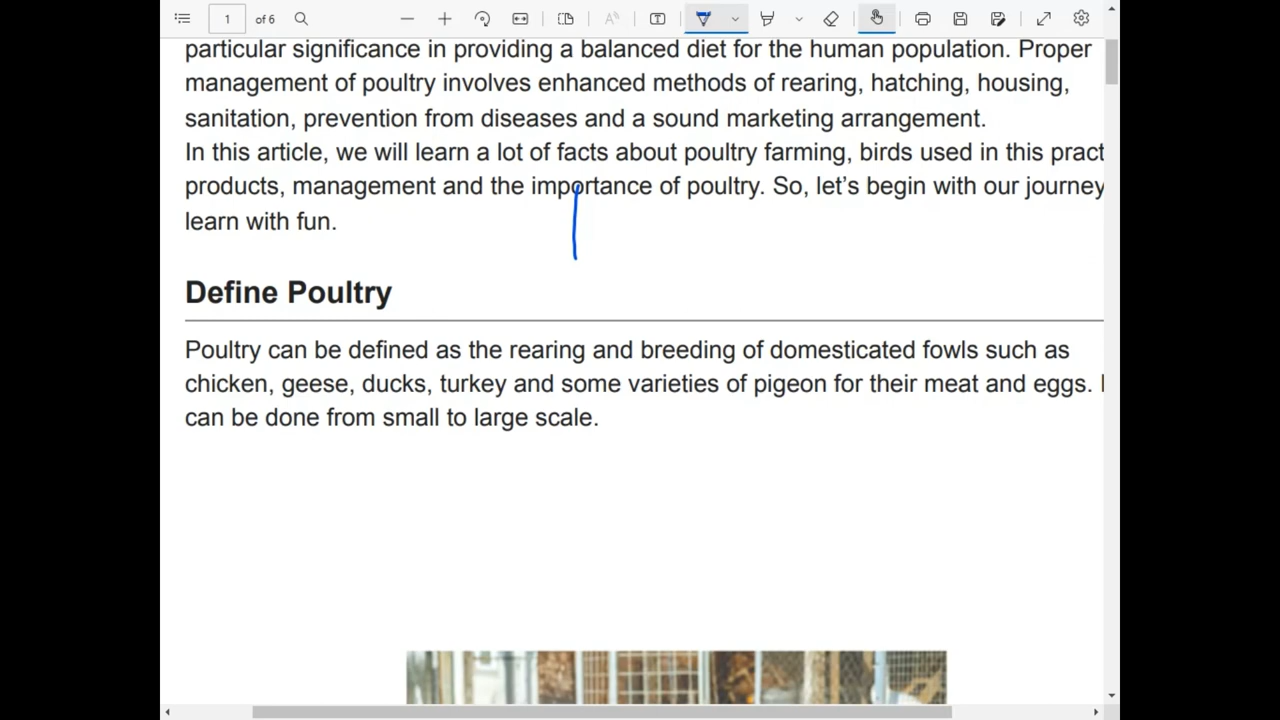 1 of 6
particular significance in providing a balanced diet for the human population. Proper
management of poultry involves enhanced methods of rearing, hatching, housing,
sanitation, prevention from diseases and a sound marketing arrangement.
In this article, we will learn a lot of facts about poultry farming, birds used in this pract
products, management and the importance of poultry. So, let’s begin with our journey
learn with fun.
Define Poultry
Poultry can be defined as the rearing and breeding of domesticated fowls such as
chicken, geese, ducks, turkey and some varieties of pigeon for their meat and eggs.
can be done from small to large scale.